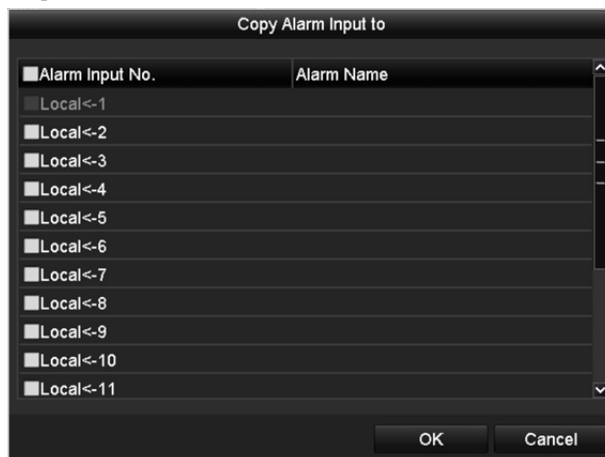 Copy Alarm Input to
Alarm Input No. Alarm Name
Local<-1
Local<-2
Local<-3
Local<-4
Local<-5
Local<-6
Local<-7
Local<-8
Local<-9
Local<-10
Local<-11
OK Cancel